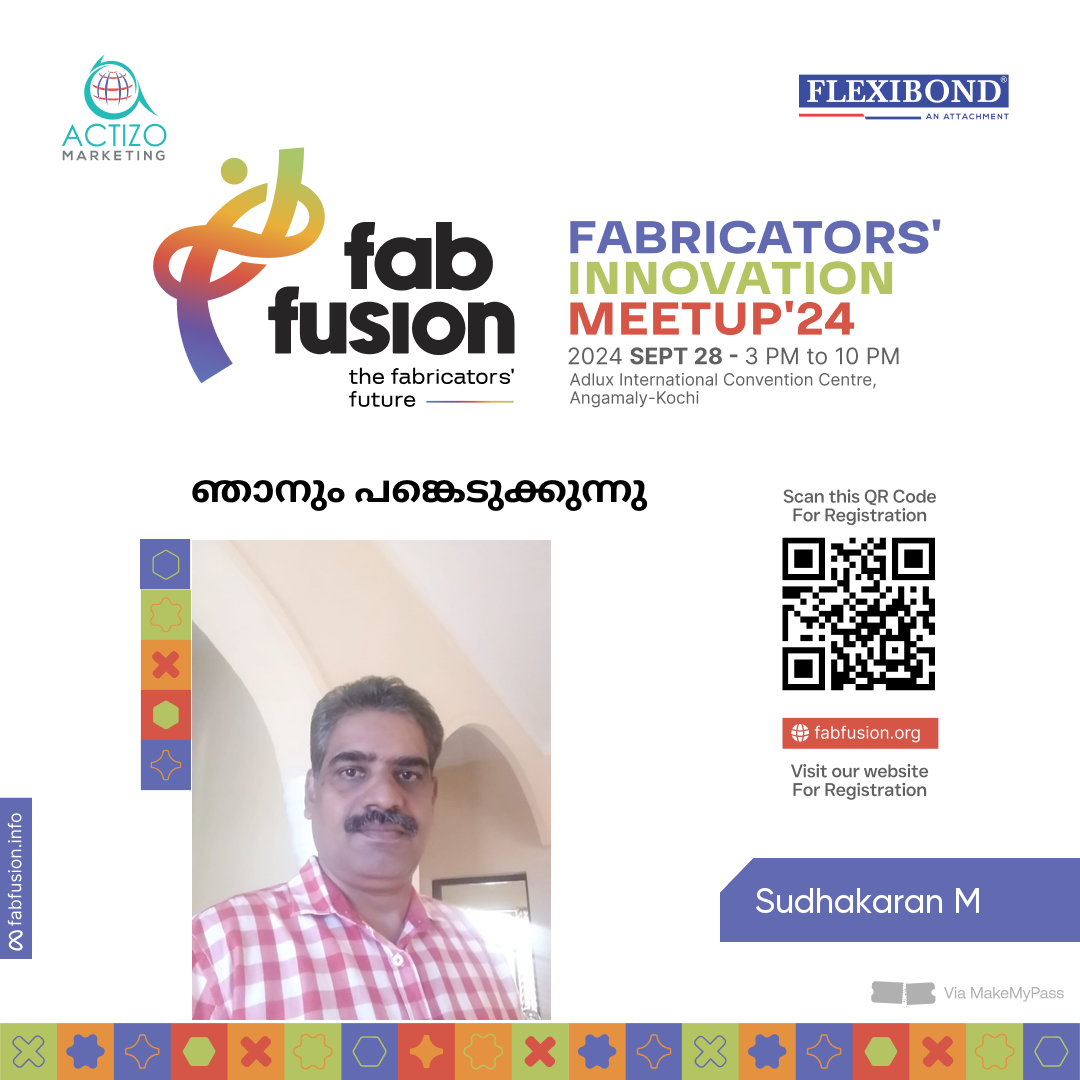 ACTIZO
MARKETING
FLEXIBOND®
AN ATTACHMENT
fab
fusion
the fabricators'
future
FABRICATORS'
INNOVATION
MEETUP'24
2024 SEPT 28 - 3 PM to 10 PM
Adlux International Convention Centre,
Angamaly-Kochi
ഞാനും പങ്കെടുക്കുന്നു
Scan this QR Code
For Registration
fabfusion.org
Visit our website
For Registration
fabfusion.info
Sudhakaran M
Via MakeMyPass